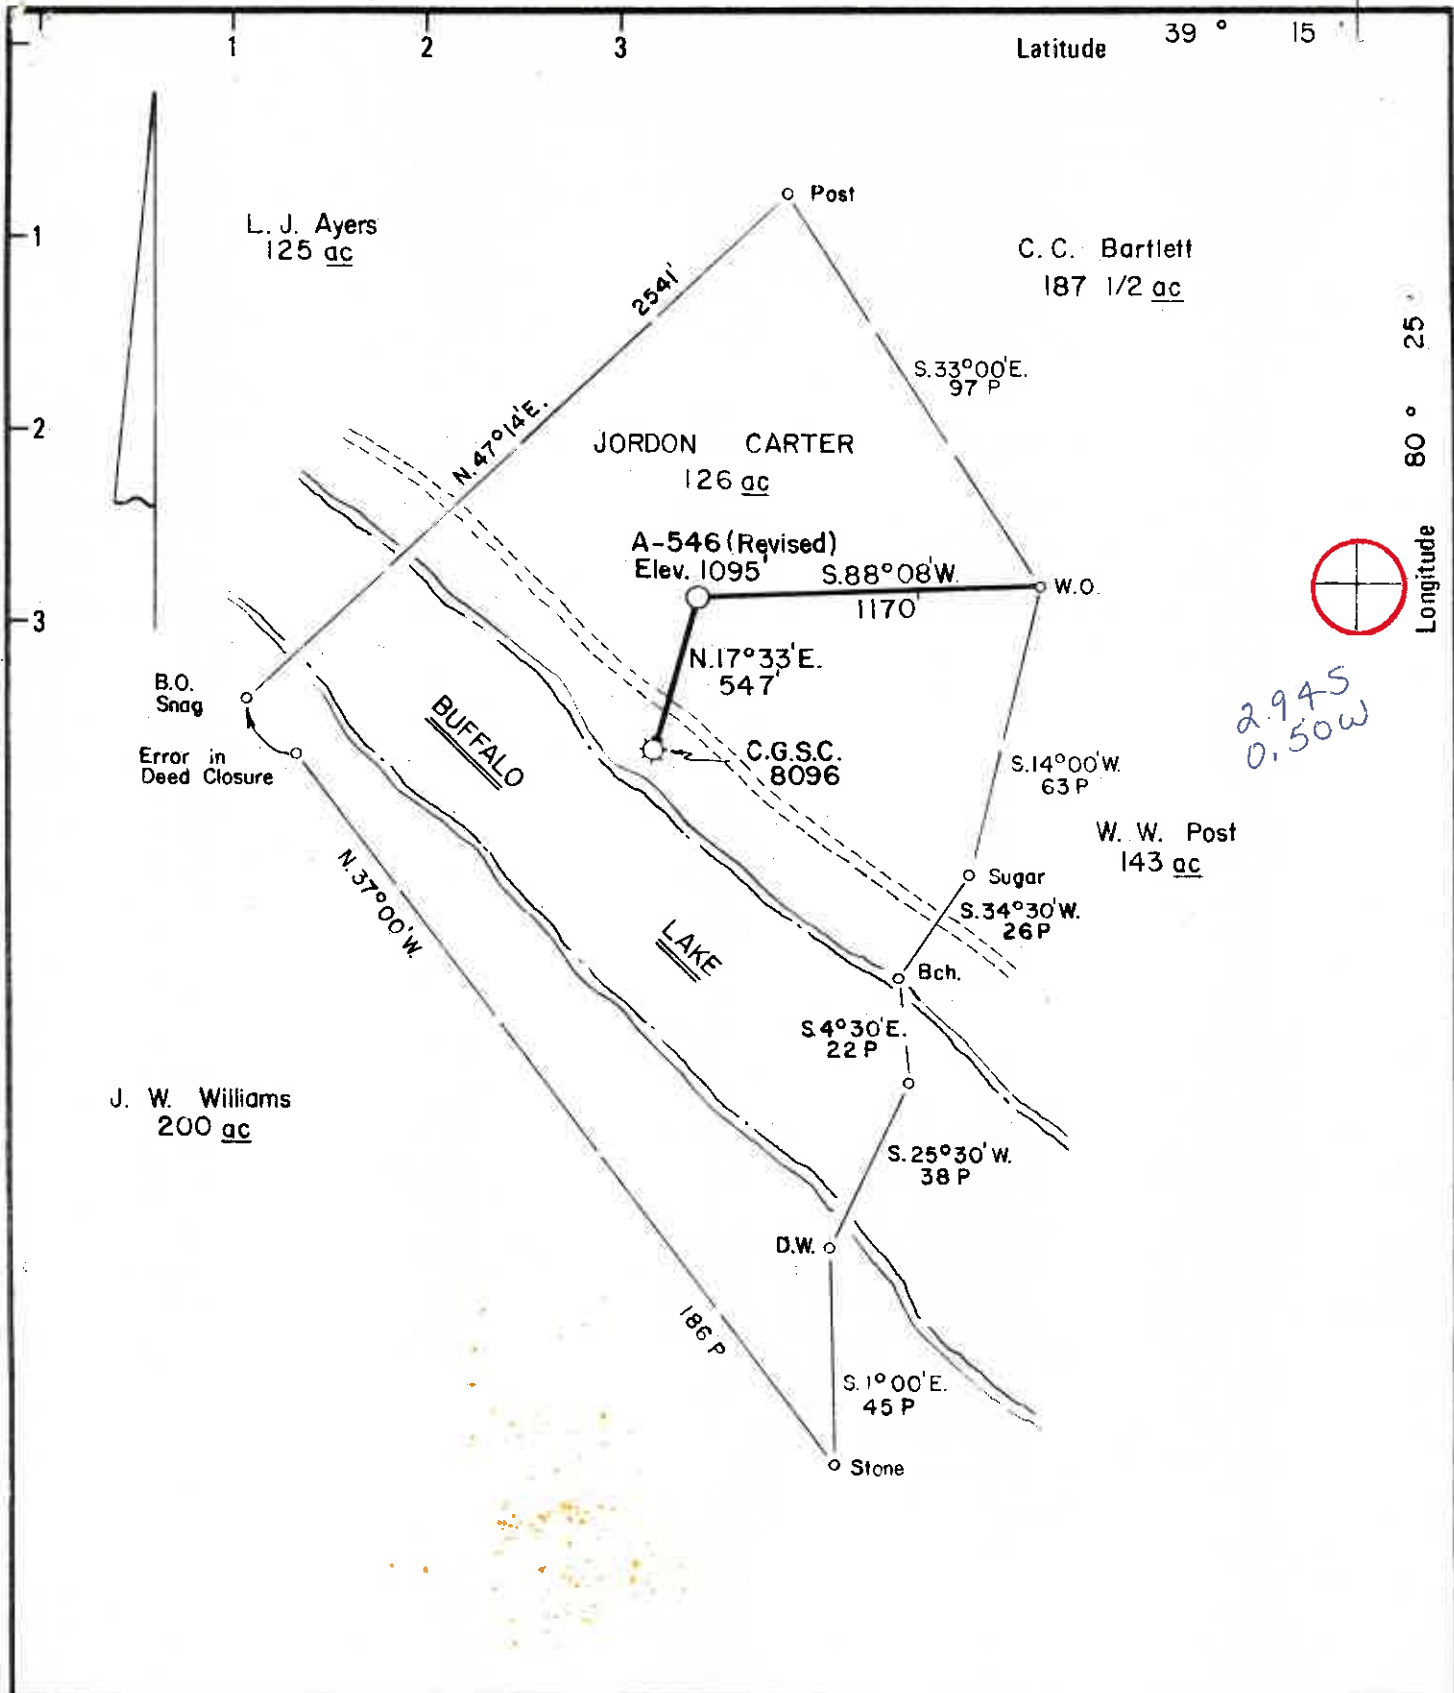 1
2
3
Latitude 39 ° 15 '
1
2
3
Post
L. J. Ayers
125 ac
C. C. Bartlett
187 1/2 ac
2541'
N. 47°14'E.
S.33°00'E.
97 P
80 ° 25 '
Longitude
JORDON CARTER
126 ac
A-546 (Revised)
Elev. 1095'
S.88°08'W.
1170'
W.O.
N.17°33'E.
547'
B.O.
Snag
Error in
Deed Closure
BUFFALO
LAKE
C.G.S.C.
8096
2.94S
0.50W
S.14°00'W.
63 P
W. W. Post
143 ac
Sugar
S.34°30'W.
26P
N.37°00'W.
186 P
Bch.
S.4°30'E.
22 P
J. W. Williams
200 ac
S.25°30'W.
38 P
D.W.
S.1°00'E.
45 P
Stone